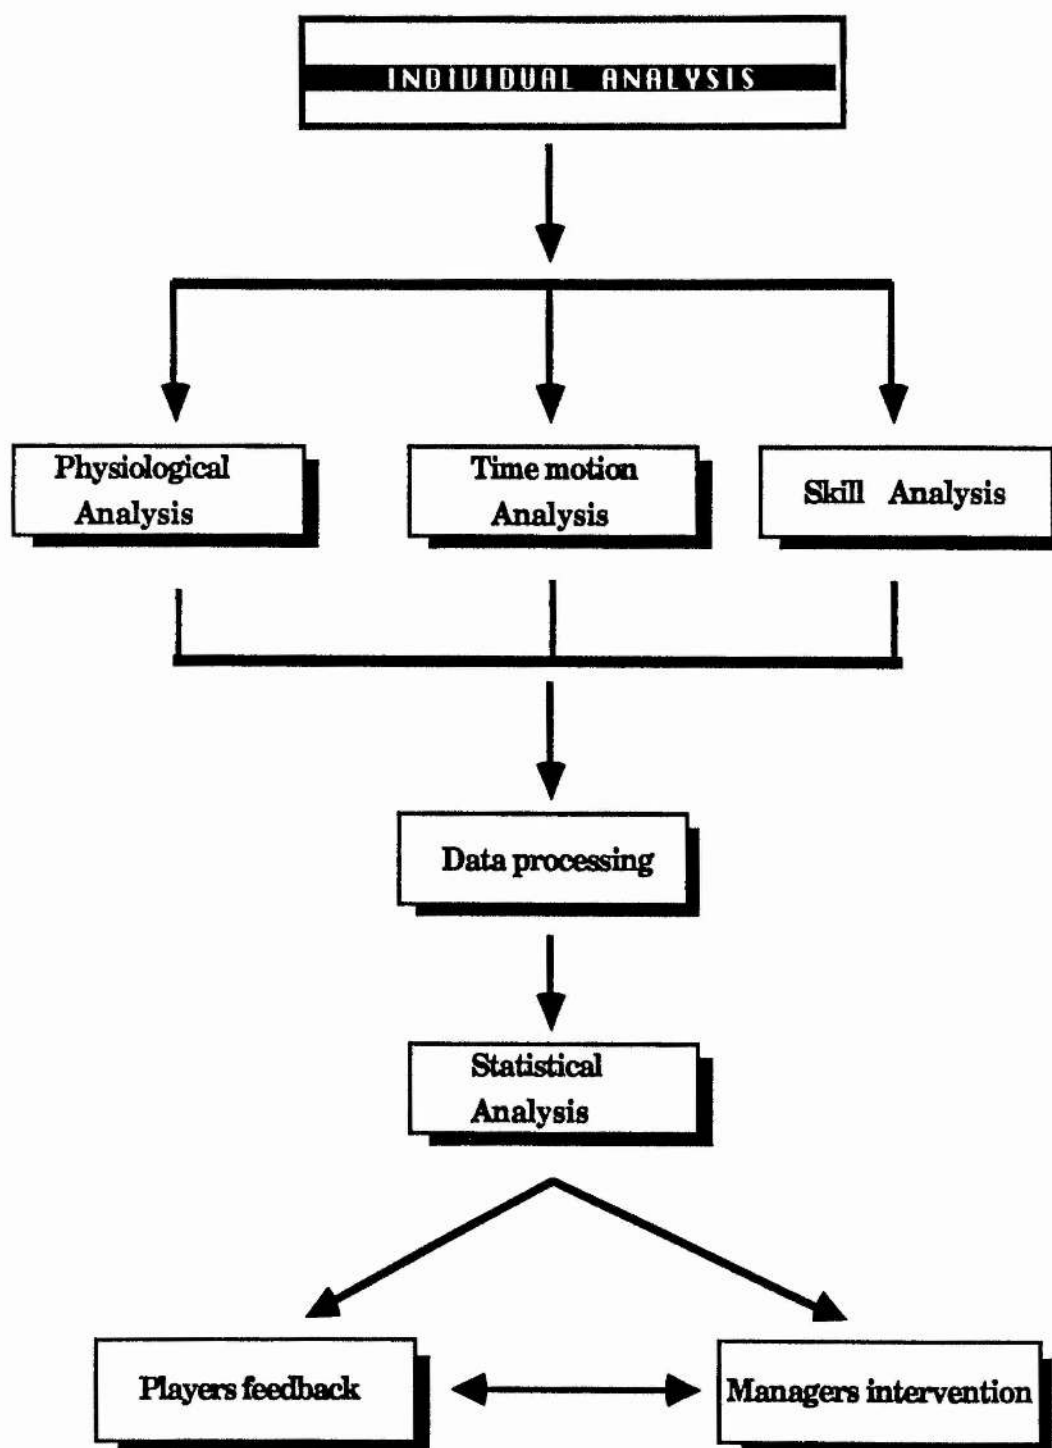 INDIVIDUAL ANALYSIS
Physiological
Analysis
Time motion
Analysis
Skill Analysis
Data processing
Statistical
Analysis
Players feedback
Managers intervention